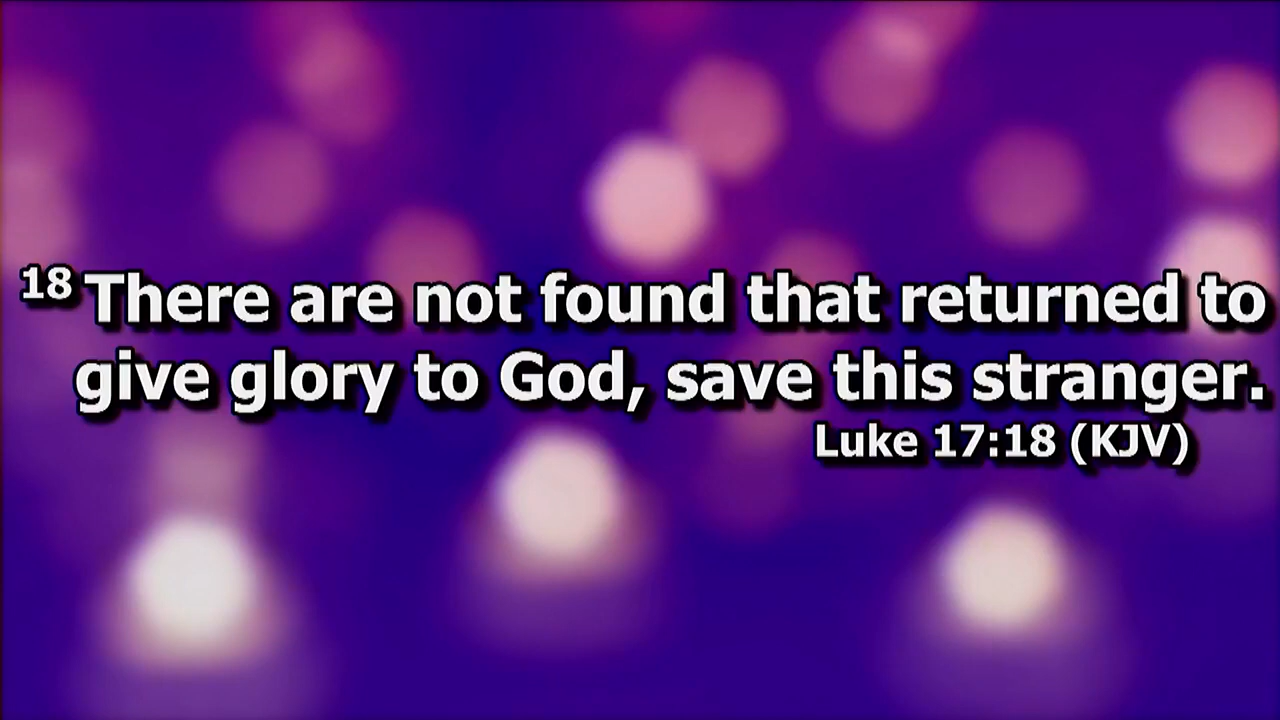 18 There are not found that returned to
give glory to God, save this stranger.
Luke 17:18 (KJV)